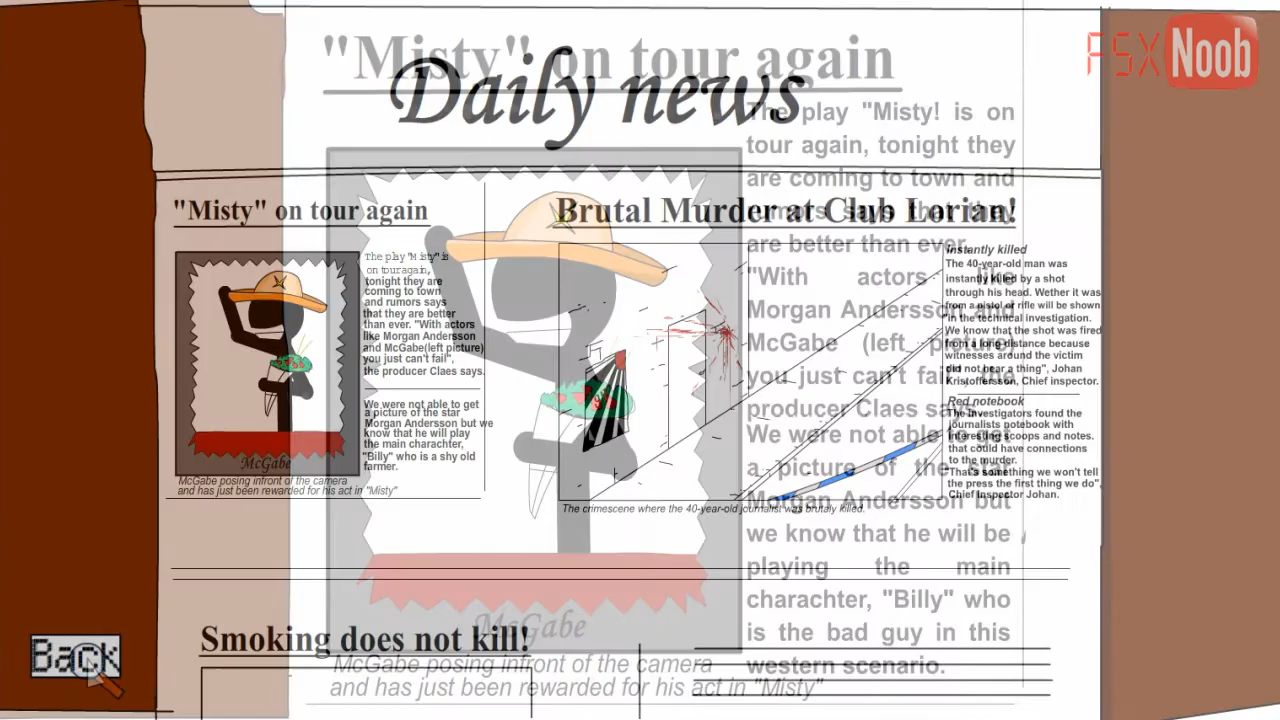 "Misty" on tour again
Daily news
FSX Noob
"Misty" on tour again
The play "Misty" is
on tour again,
tonight they are
coming to town
and rumors says
that they are better
than ever. "With actors
like Morgan Andersson
and McGabe(left picture)
you just can't fail",
the producer Claes says.
We were not able to get
a picture of the star
Morgan Andersson but we
know that he will play
the main charachter,
"Billy" who is a shy old
farmer.
McGabe
McGabe posing infront of the camera
and has just been rewarded for his act in "Misty"
Brutal Murder at Club Lorian!
The crimescene where the 40-year-old journalist was brutaly killed.
Instantly killed
The 40-year-old man was
instantly killed by a shot
through his head. Wether it was
from a pistol or rifle will be shown
in the technical investigation.
"We know that the shot was fired
from a long distance because
witnesses around the victim
did not hear a thing", Johan
Kristoffersson, Chief inspector.
Red notebook
The investigators found the
journalists notebook with
interesting scoops and notes.
that could have connections
to the murder.
"That's something we won't tell
the press the first thing we do",
Chief Inspector Johan.
The play "Misty! is on
tour again, tonight they
are coming to town and
rumors says that they
are better than ever.
"With actors like
Morgan Andersson and
McGabe (left picture)
you just can't fail", the
producer Claes says.
We were not able to get
a picture of the star
Morgan Andersson but
we know that he will be
playing the main
charachter, "Billy" who
is the bad guy in this
western scenario.
McGabe
McGabe posing infront of the camera
and has just been rewarded for his act in "Misty"
Smoking does not kill!
Back